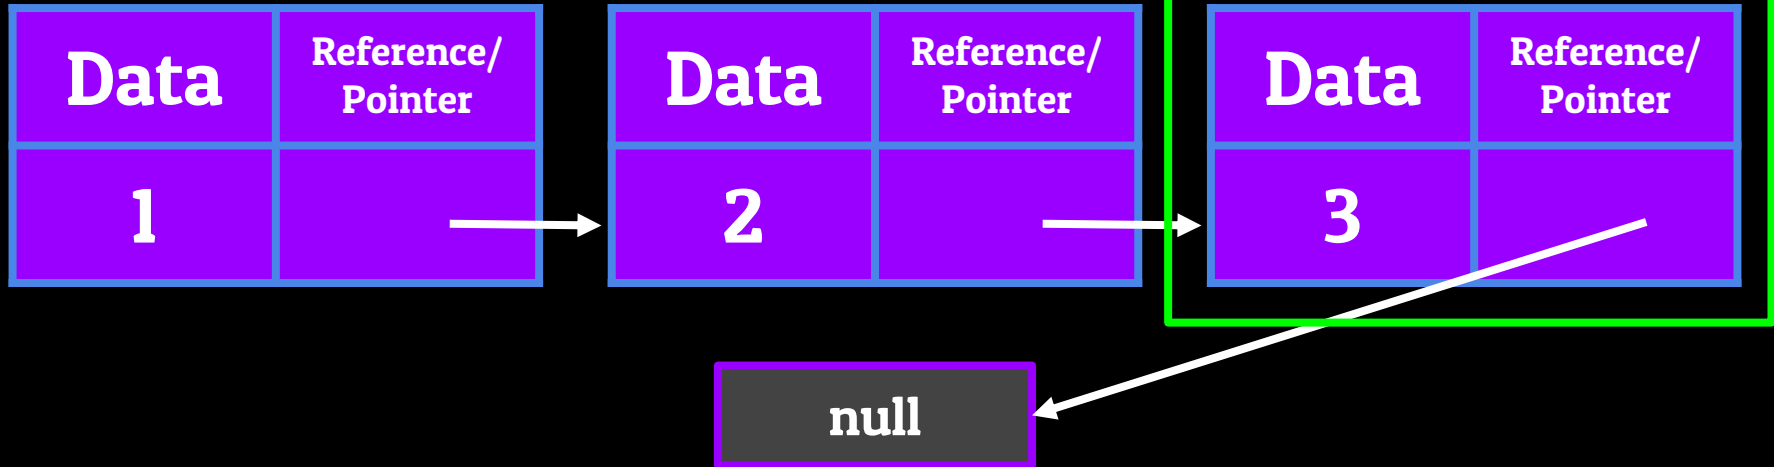 Data
Reference/
Pointer
1
Data
Reference/
Pointer
2
Data
Reference/
Pointer
3
null